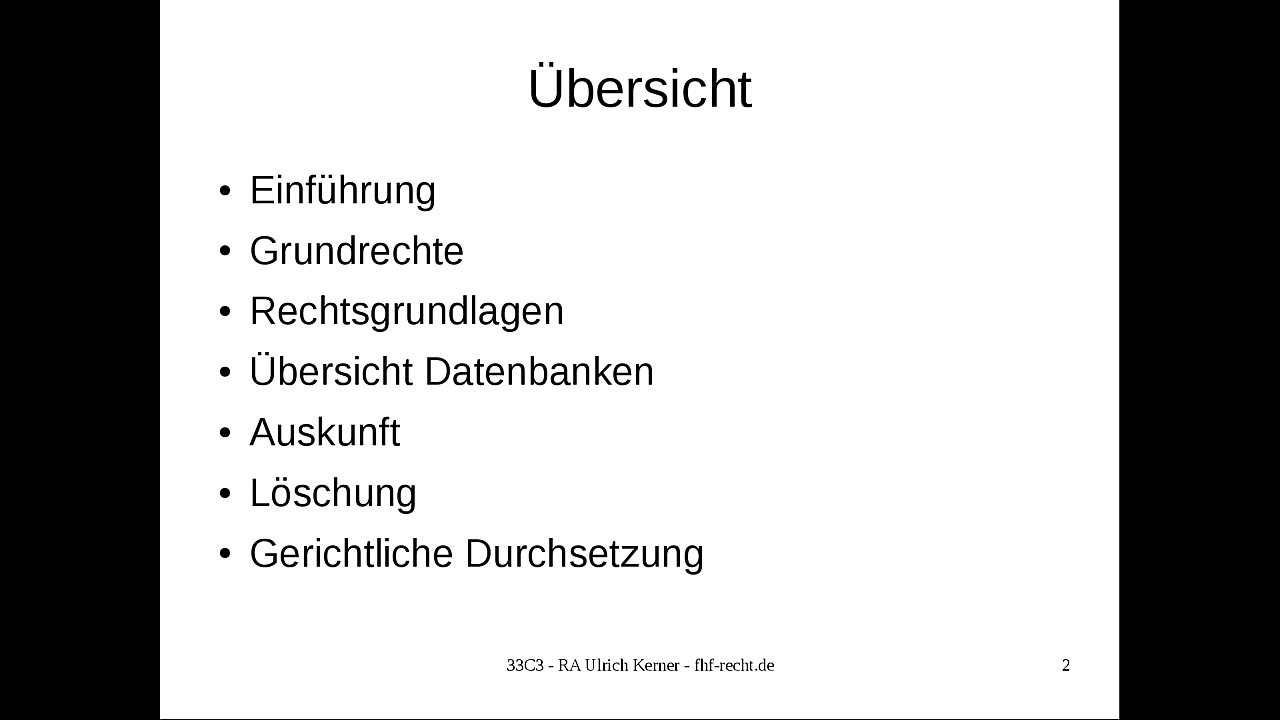 Übersicht
• Einführung
• Grundrechte
• Rechtsgrundlagen
• Übersicht Datenbanken
• Auskunft
• Löschung
• Gerichtliche Durchsetzung
33C3 - RA Ulrich Kerner - fhf-recht.de 2